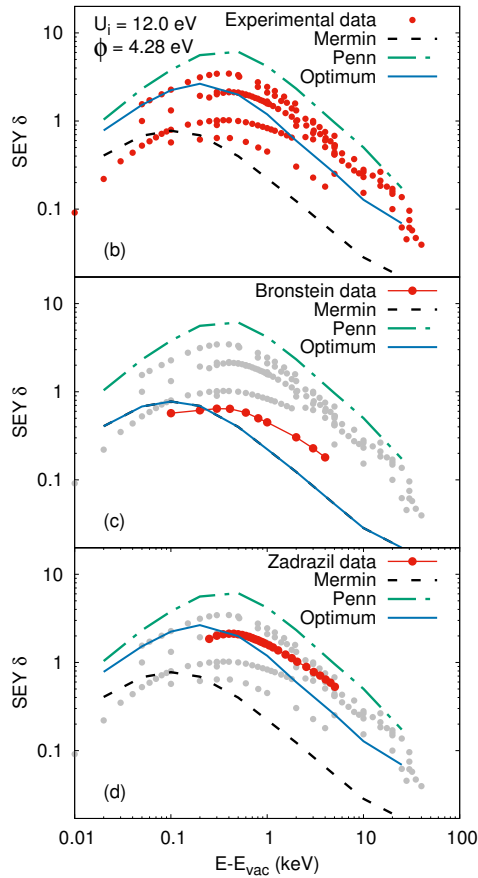 U_i = 12.0 eV
ϕ = 4.28 eV
Experimental data
Mermin
Penn
Optimum
SEY δ
10
1
0.1
(b)
Bronstein data
Mermin
Penn
Optimum
SEY δ
10
1
0.1
(c)
Zadrazil data
Mermin
Penn
Optimum
SEY δ
10
1
0.1
(d)
0.01 0.1 1 10 100
E-E_vac (keV)